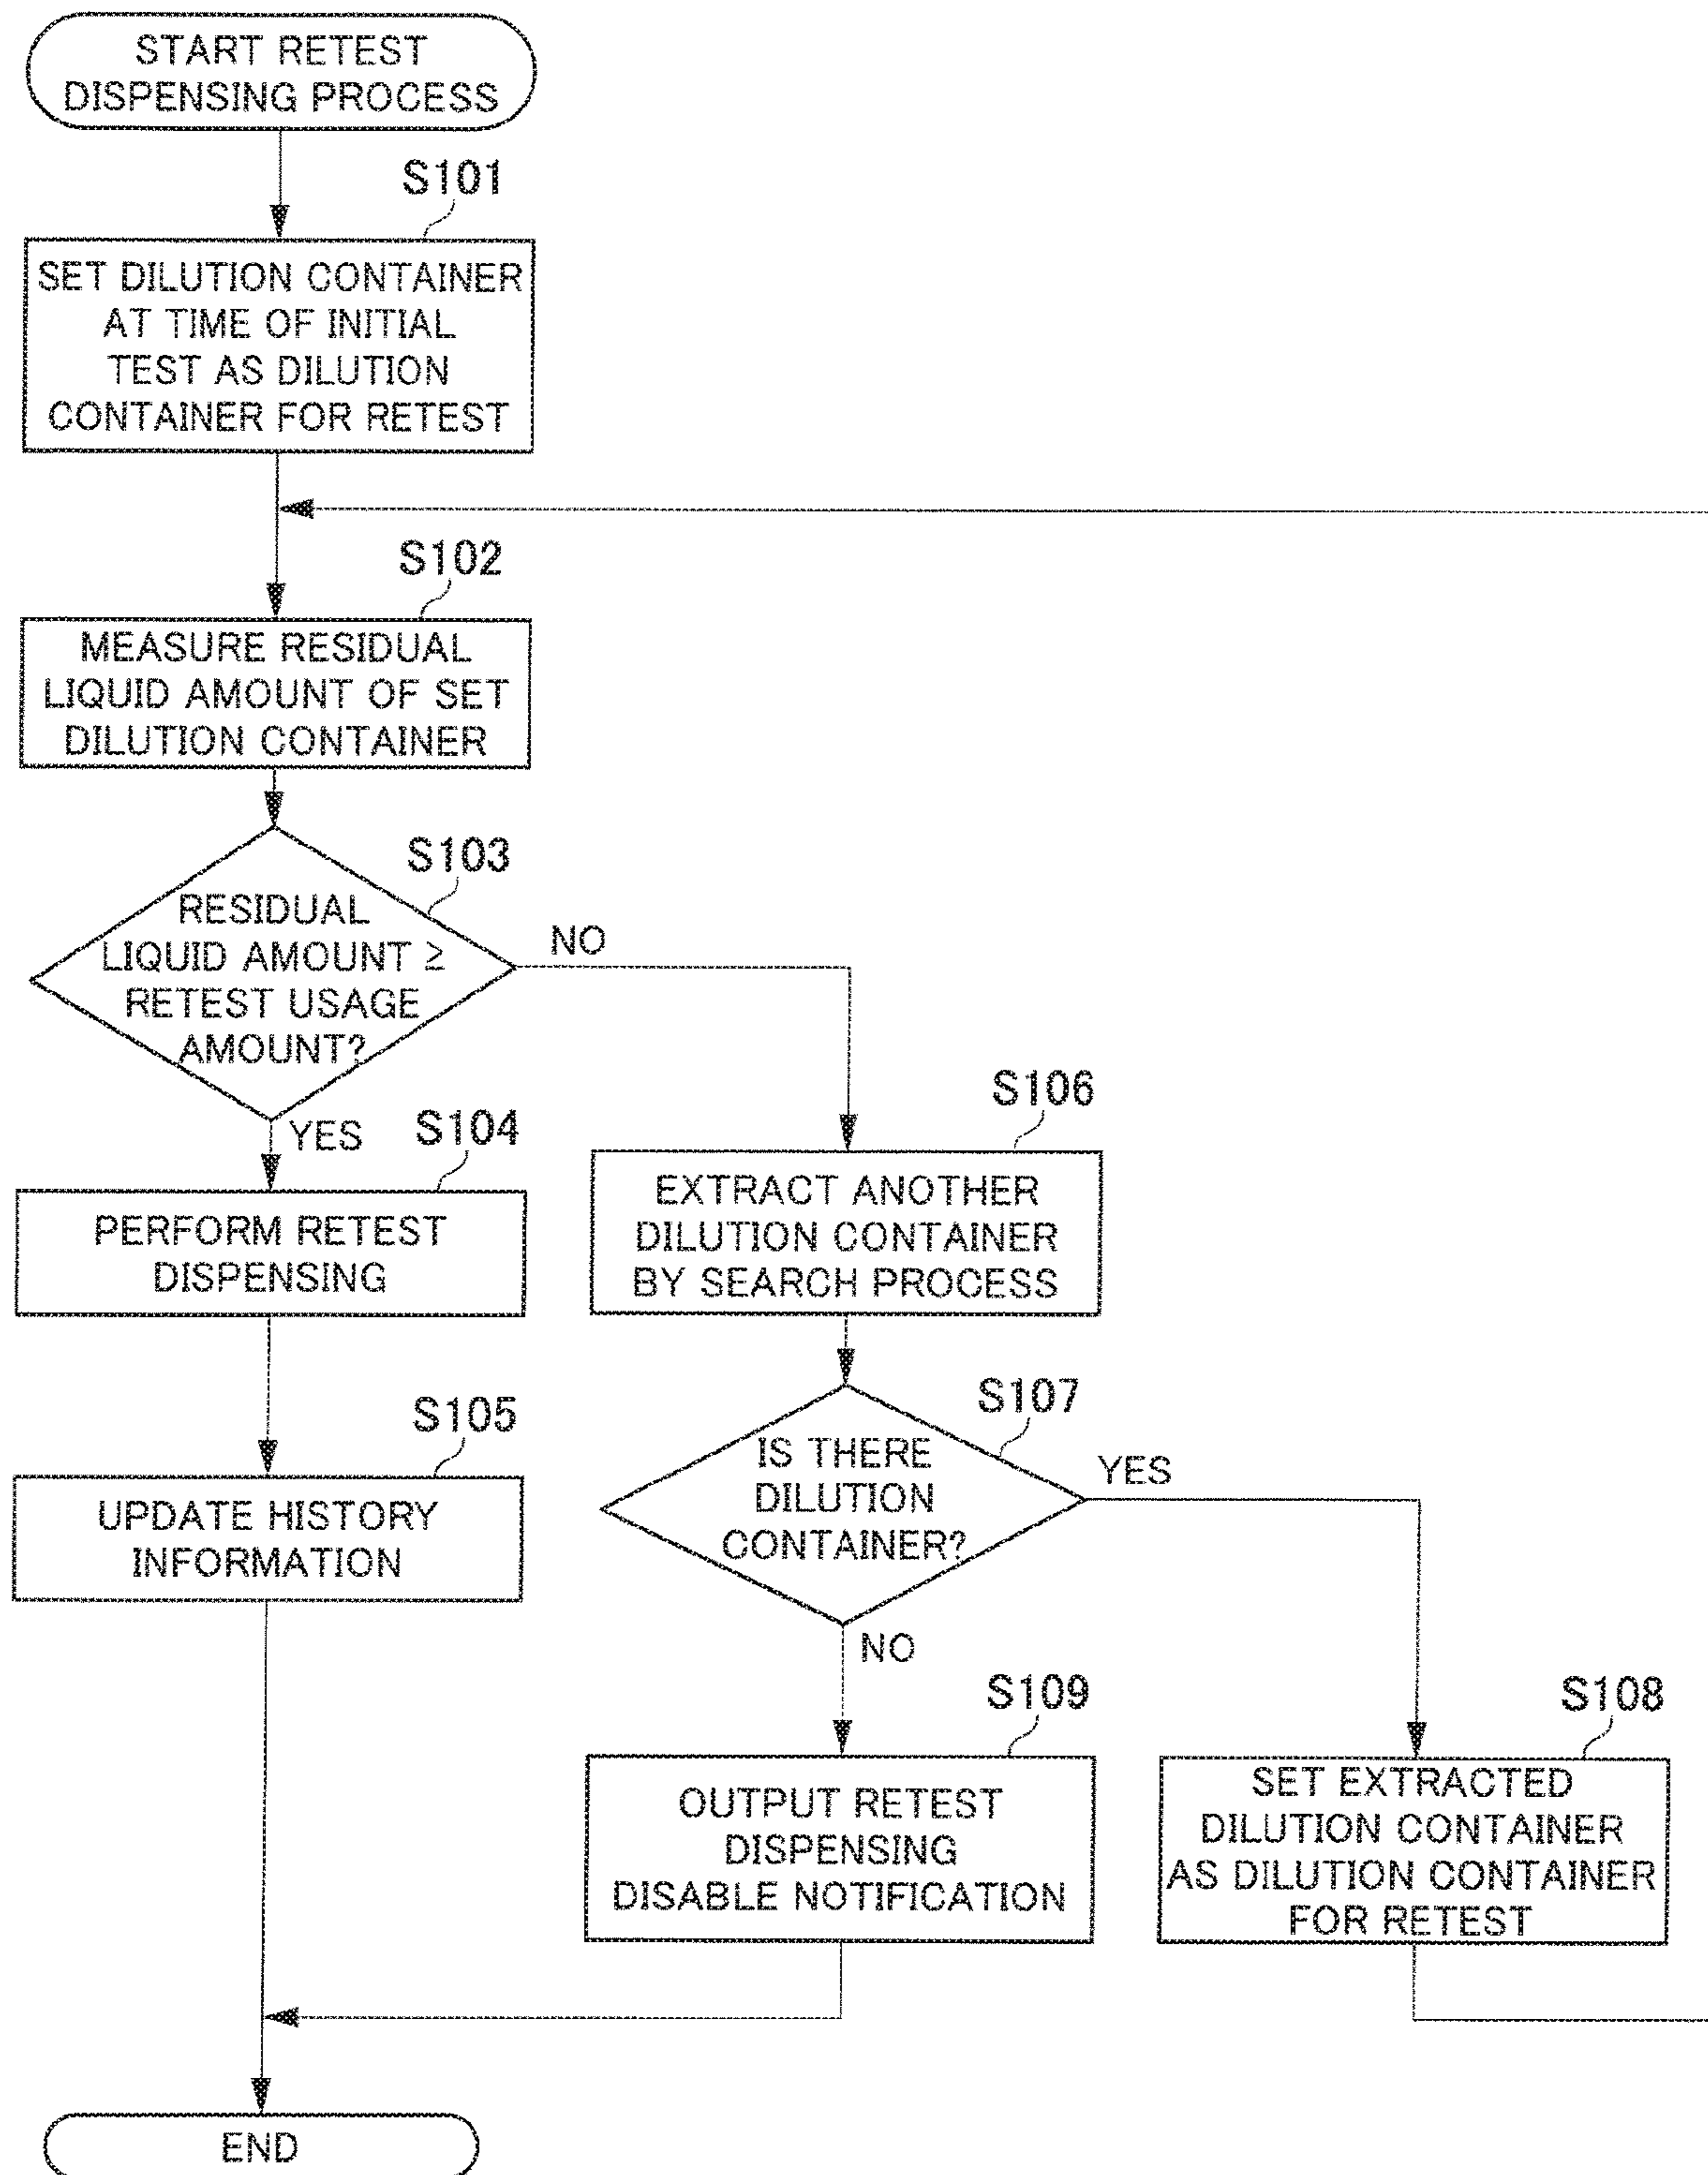 START RETEST
DISPENSING PROCESS
S101
SET DILUTION CONTAINER
AT TIME OF INITIAL
TEST AS DILUTION
CONTAINER FOR RETEST
S102
MEASURE RESIDUAL
LIQUID AMOUNT OF SET
DILUTION CONTAINER
S103
RESIDUAL
LIQUID AMOUNT ≥
RETEST USAGE
AMOUNT?
NO
YES
S104
PERFORM RETEST
DISPENSING
S105
UPDATE HISTORY
INFORMATION
S106
EXTRACT ANOTHER
DILUTION CONTAINER
BY SEARCH PROCESS
S107
IS THERE
DILUTION
CONTAINER?
YES
NO
S109
OUTPUT RETEST
DISPENSING
DISABLE NOTIFICATION
S108
SET EXTRACTED
DILUTION CONTAINER
AS DILUTION CONTAINER
FOR RETEST
END